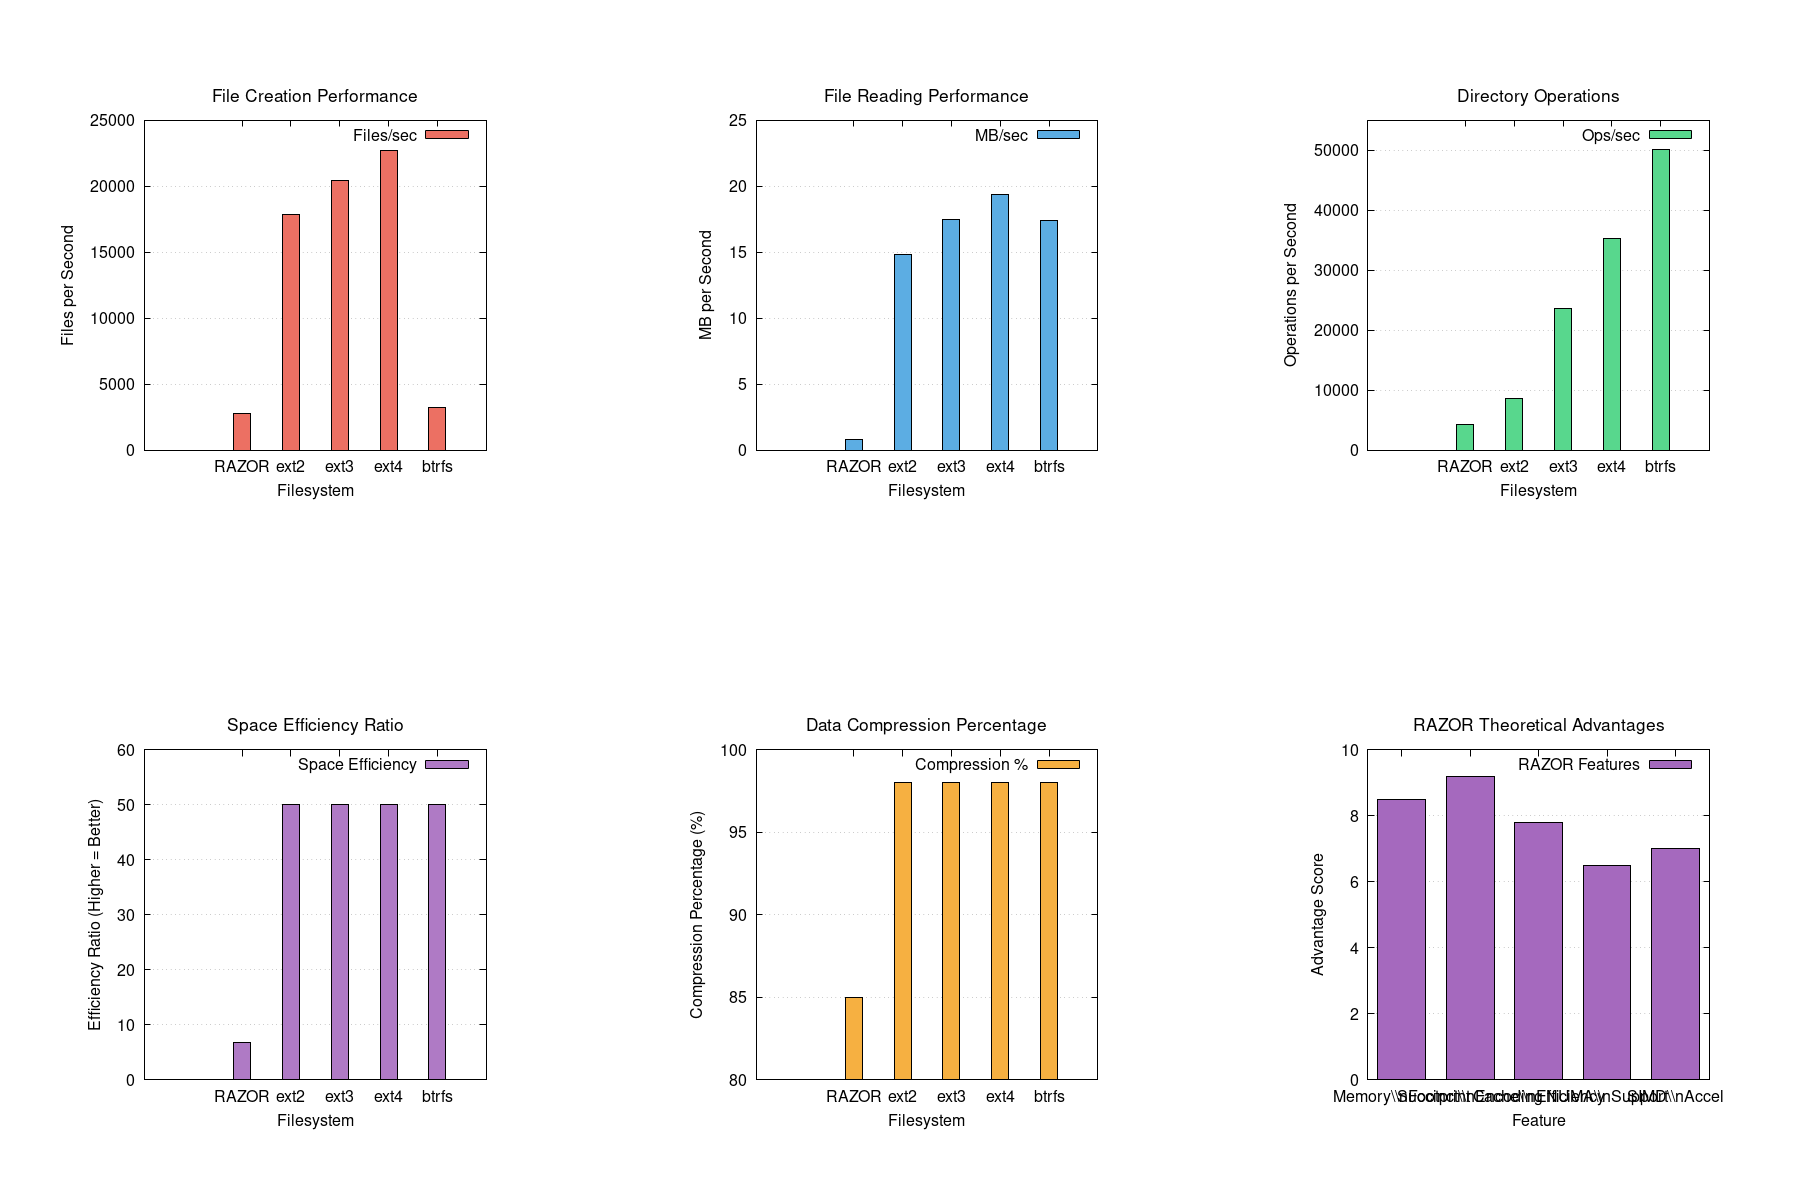 File Creation Performance
25000
20000
15000
10000
5000
0
Files per Second
Files/sec
RAZOR ext2 ext3 ext4 btrfs
Filesystem
File Reading Performance
25
20
15
10
5
0
MB per Second
MB/sec
RAZOR ext2 ext3 ext4 btrfs
Filesystem
Directory Operations
50000
40000
30000
20000
10000
0
Operations per Second
Ops/sec
RAZOR ext2 ext3 ext4 btrfs
Filesystem
Space Efficiency Ratio
60
50
40
30
20
10
0
Efficiency Ratio (Higher = Better)
Space Efficiency
RAZOR ext2 ext3 ext4 btrfs
Filesystem
Data Compression Percentage
100
95
90
85
80
Compression Percentage (%)
Compression %
RAZOR ext2 ext3 ext4 btrfs
Filesystem
RAZOR Theoretical Advantages
10
8
6
4
2
0
Advantage Score
RAZOR Features
Feature